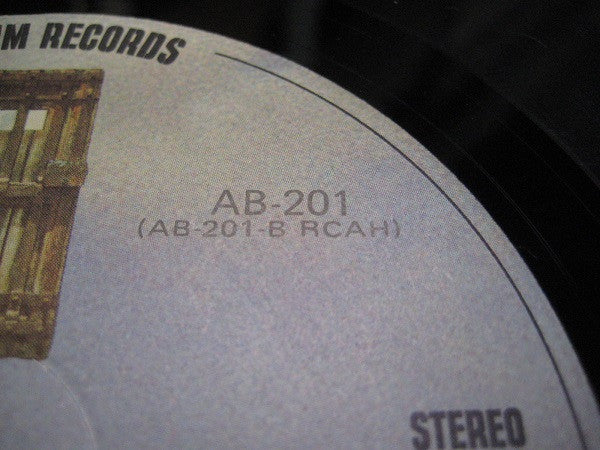 RECORDS
AB-201
(AB-201-B RCAH)
STEREO